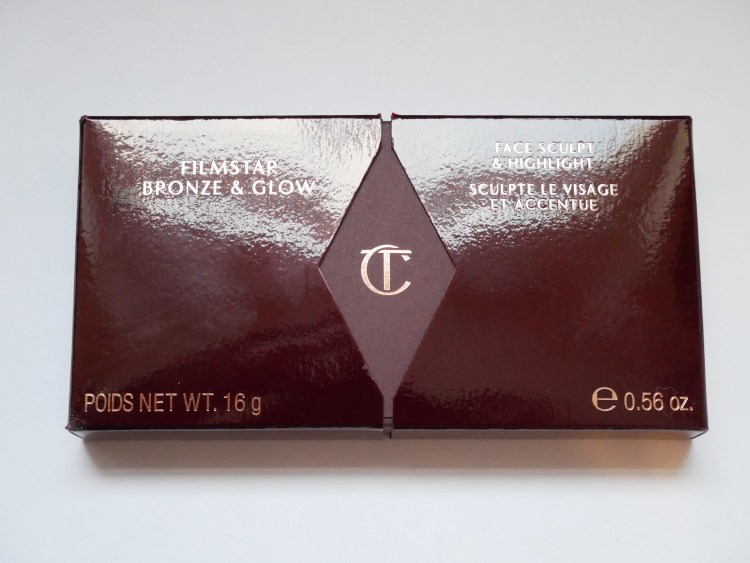 FILMSTAR
BRONZE & GLOW
FACE SCULPT
& HIGHLIGHT
SCULPTE LE VISAGE
ET ACCENTUE
CT
POIDS NET WT. 16 g
℮ 0.56 oz.